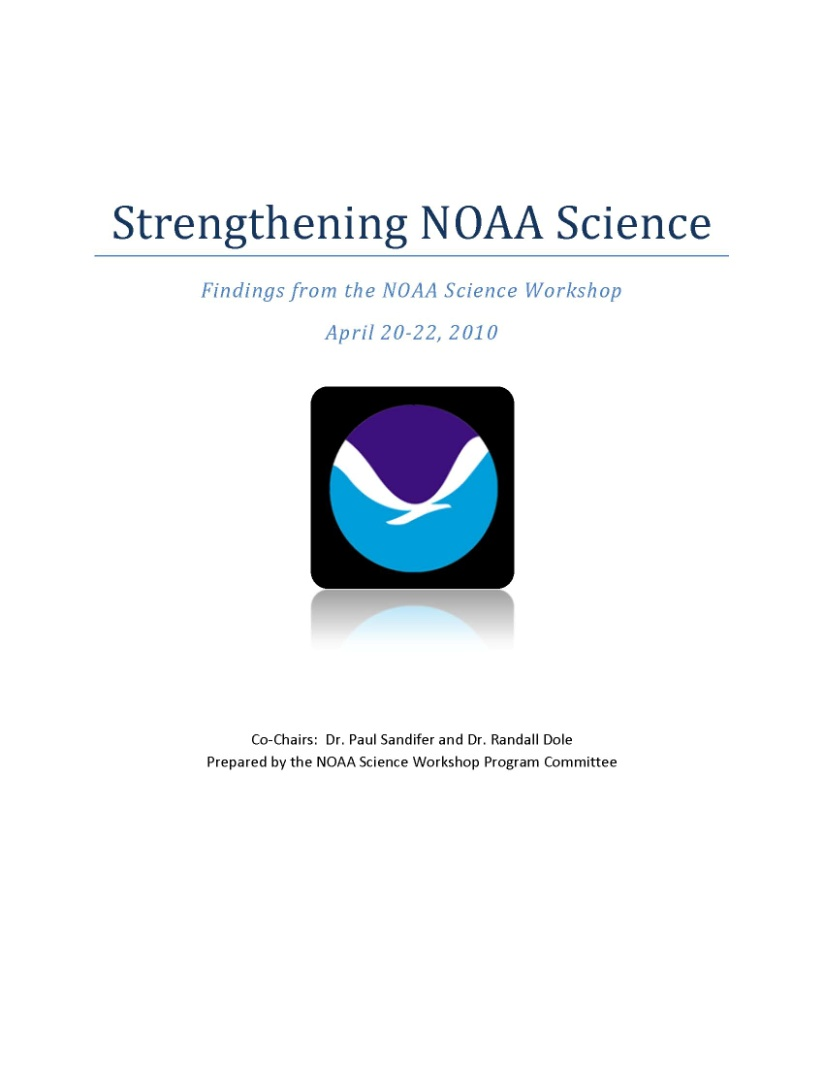 Strengthening NOAA Science
Findings from the NOAA Science Workshop
April 20-22, 2010
Co-Chairs:  Dr. Paul Sandifer and Dr. Randall Dole
Prepared by the NOAA Science Workshop Program Committee